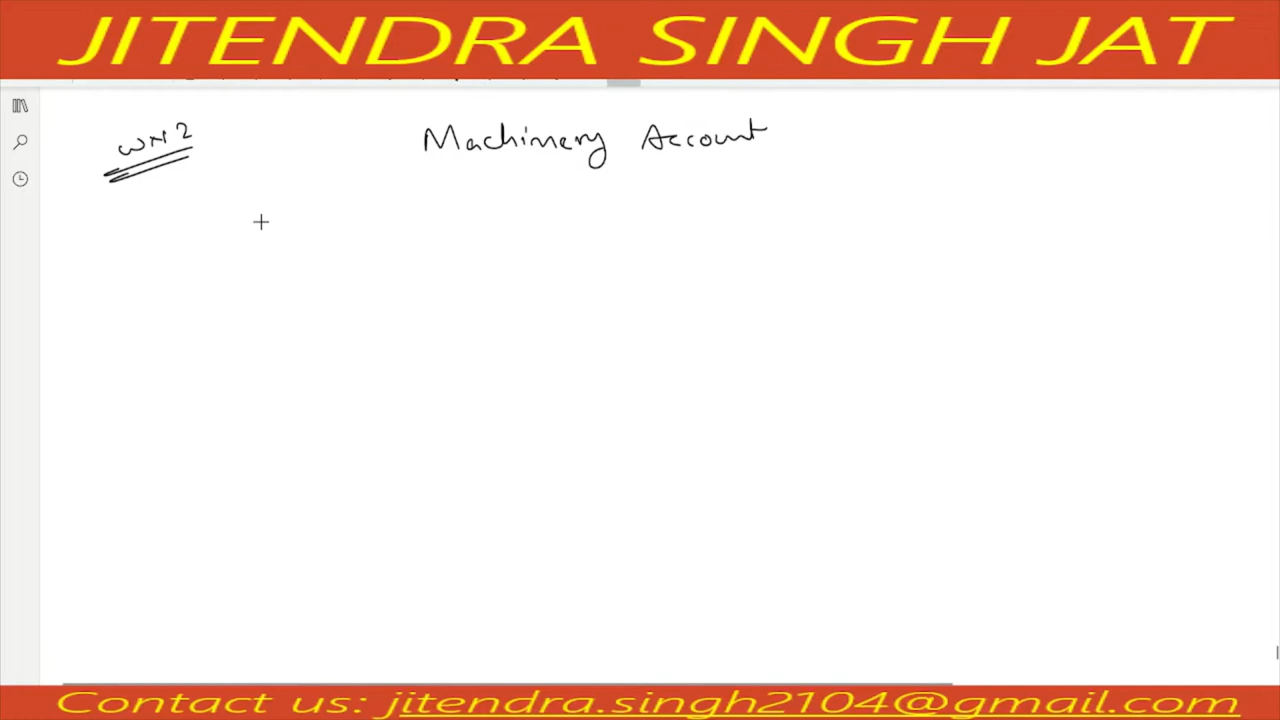 JITENDRA SINGH JAT
WN 2
Machinery Account
Contact us: jitendra.singh2104@gmail.com